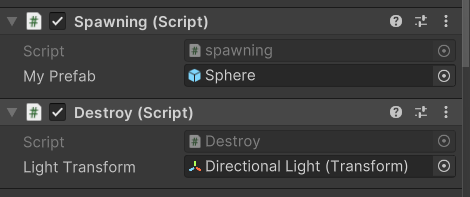 Spawning (Script)
Script spawning
My Prefab Sphere
Destroy (Script)
Script Destroy
Light Transform Directional Light (Transform)